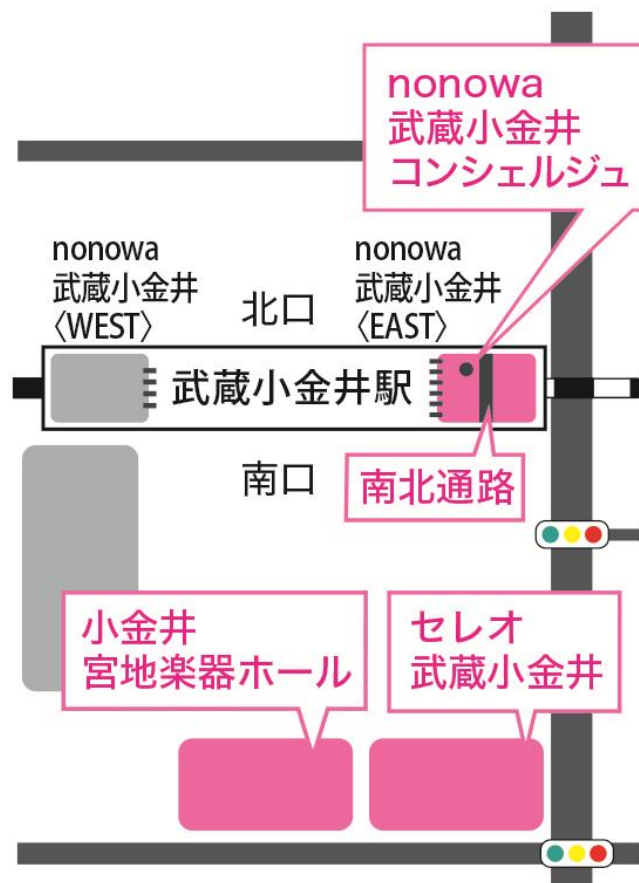 nonowa
武蔵小金井
コンシェルジュ
nonowa
武蔵小金井
〈WEST〉
北口
nonowa
武蔵小金井
〈EAST〉
武蔵小金井駅
南口
南北通路
小金井
宮地楽器ホール
セレオ
武蔵小金井